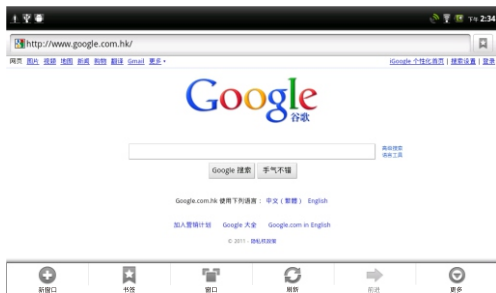 下午 2:34
http://www.google.com.hk/
网页 图片 视频 地图 新闻 购物 翻译 Gmail 更多
iGoogle 个性化首页 | 搜索设置 | 登录
Google
谷歌
高级搜索
语言工具
Google 搜索 手气不错
Google.com.hk 使用下列语言： 中文 (繁體) English
加入营销计划 Google 大全 Google.com in English
© 2011 - 隐私权政策
新窗口 书签 窗口 刷新 前进 更多